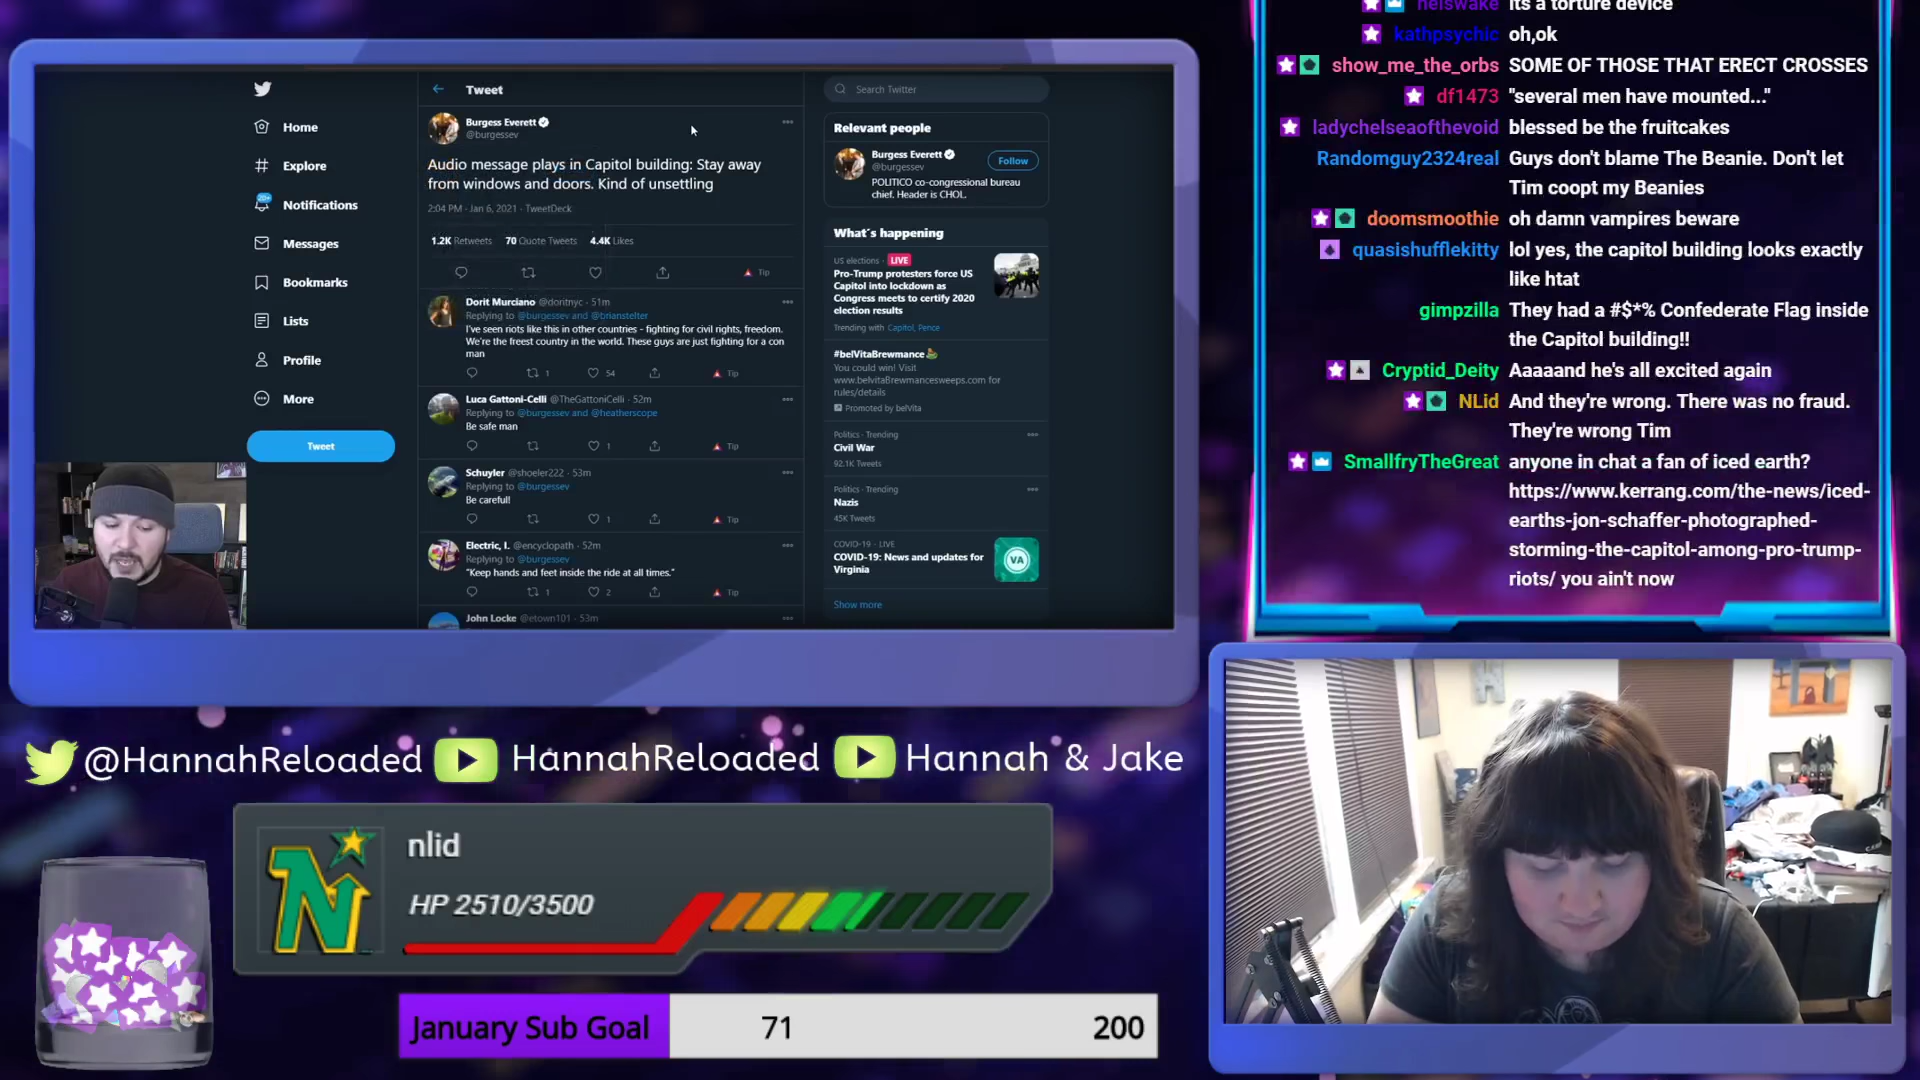 Home
Explore
20+
Notifications
Messages
Bookmarks
Lists
Profile
More
Tweet
Tweet
Burgess Everett
@burgessev
Audio message plays in Capitol building: Stay away
from windows and doors. Kind of unsettling
2:04 PM · Jan 6, 2021 · TweetDeck
1.2K Retweets 70 Quote Tweets 4.4K Likes
Tip
Dorit Murciano @doritnyc · 51m
Replying to @burgessev and @brianstelter
I've seen riots like this in other countries - fighting for civil rights, freedom.
We're the freest country in the world. These guys are just fighting for a con
man
1 54 Tip
Luca Gattoni-Celli @TheGattoniCelli · 52m
Replying to @burgessev and @heatherscope
Be safe man
1 Tip
Schuyler @shoeler222 · 53m
Replying to @burgessev
Be careful!
1 Tip
Electric, I. @encyclopath · 52m
Replying to @burgessev
"Keep hands and feet inside the ride at all times."
1 2 Tip
John Locke @etown101 · 53m
Search Twitter
Relevant people
Burgess Everett
@burgessev
Follow
POLITICO co-congressional bureau
chief. Header is CHOL.
What's happening
US elections · LIVE
Pro-Trump protesters force US
Capitol into lockdown as
Congress meets to certify 2020
election results
Trending with Capitol, Pence
#belVitaBrewmance
You could win! Visit
www.belvitaBrewmancesweeps.com for
rules/details
Promoted by belVita
Politics · Trending
Civil War
92.1K Tweets
Politics · Trending
Nazis
45K Tweets
COVID-19 · LIVE
COVID-19: News and updates for
Virginia
VA
Show more
helswake its a torture device
kathpsychic oh,ok
show_me_the_orbs SOME OF THOSE THAT ERECT CROSSES
df1473 "several men have mounted..."
ladychelseaofthevoid blessed be the fruitcakes
Randomguy2324real Guys don't blame The Beanie. Don't let
Tim coopt my Beanies
doomsmoothie oh damn vampires beware
quasishufflekitty lol yes, the capitol building looks exactly
like htat
gimpzilla They had a #$*% Confederate Flag inside
the Capitol building!!
Cryptid_Deity Aaaaand he's all excited again
NLid And they're wrong. There was no fraud.
They're wrong Tim
SmallfryTheGreat anyone in chat a fan of iced earth?
https://www.kerrang.com/the-news/iced-
earths-jon-schaffer-photographed-
storming-the-capitol-among-pro-trump-
riots/ you ain't now
@HannahReloaded HannahReloaded Hannah & Jake
N
nlid
HP 2510/3500
January Sub Goal 71 200